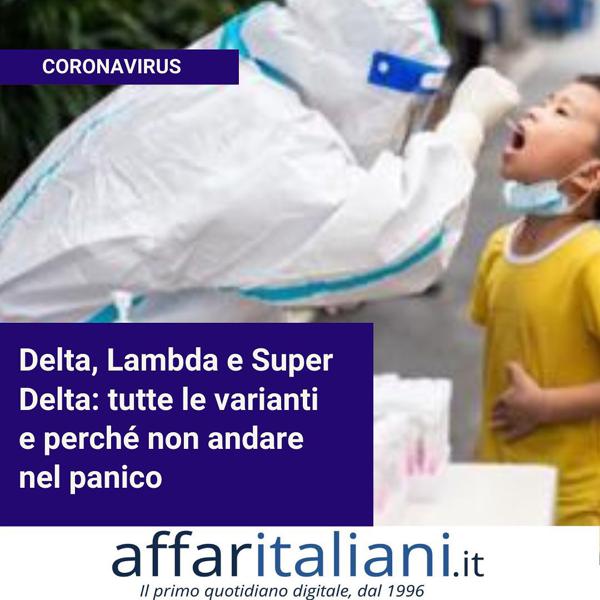 CORONAVIRUS
Delta, Lambda e Super
Delta: tutte le varianti
e perché non andare
nel panico
affaritaliani.it
Il primo quotidiano digitale, dal 1996